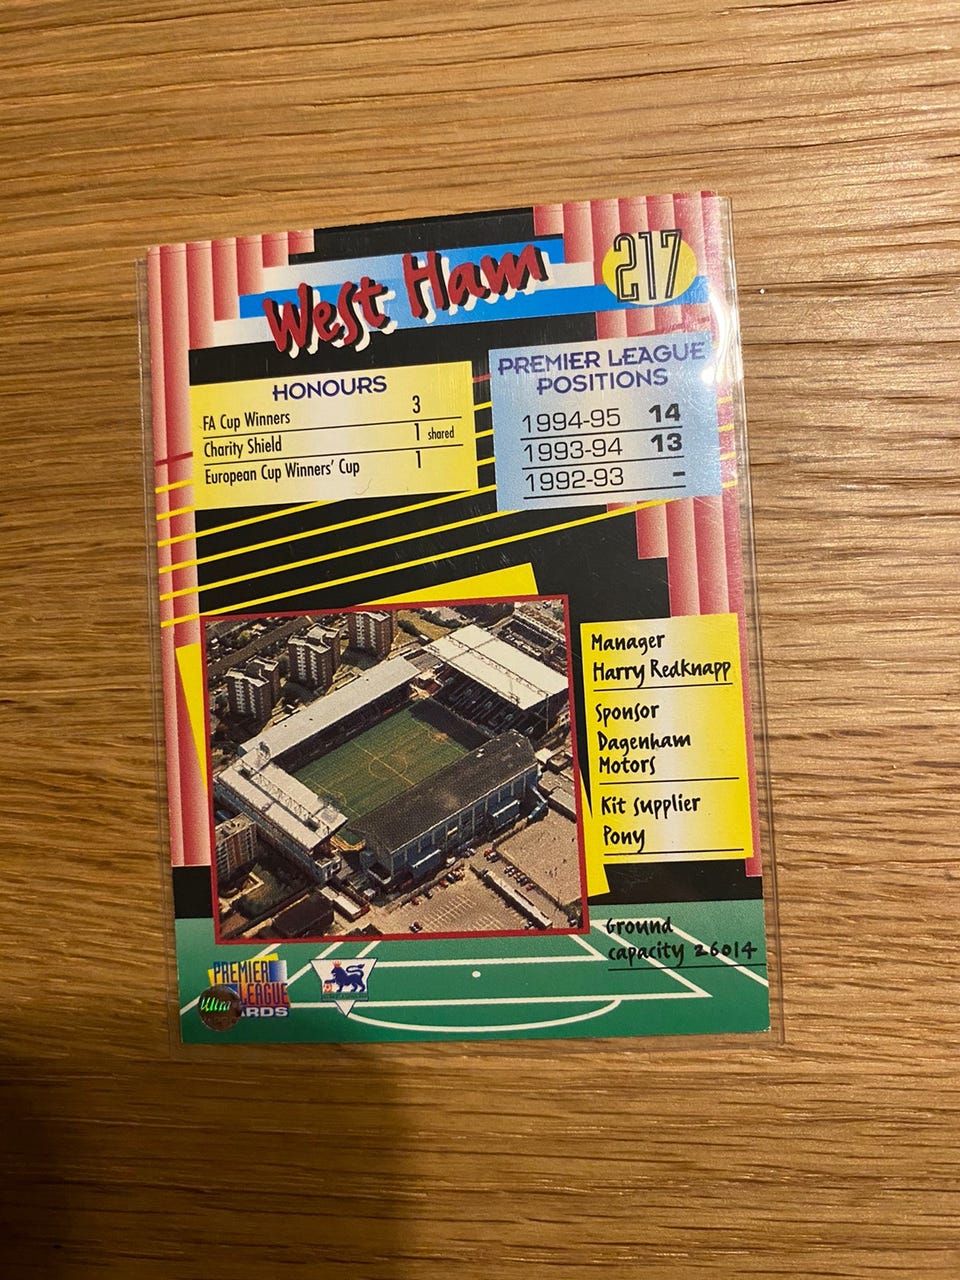 West Ham
217
HONOURS
FA Cup Winners 3
Charity Shield 1 shared
European Cup Winners' Cup 1
PREMIER LEAGUE
POSITIONS
1994-95 14
1993-94 13
1992-93 -
Manager
Harry Redknapp
Sponsor
Dagenham
Motors
Kit Supplier
Pony
Ground
capacity 26014
PREMIER
LEAGUE
Ultra